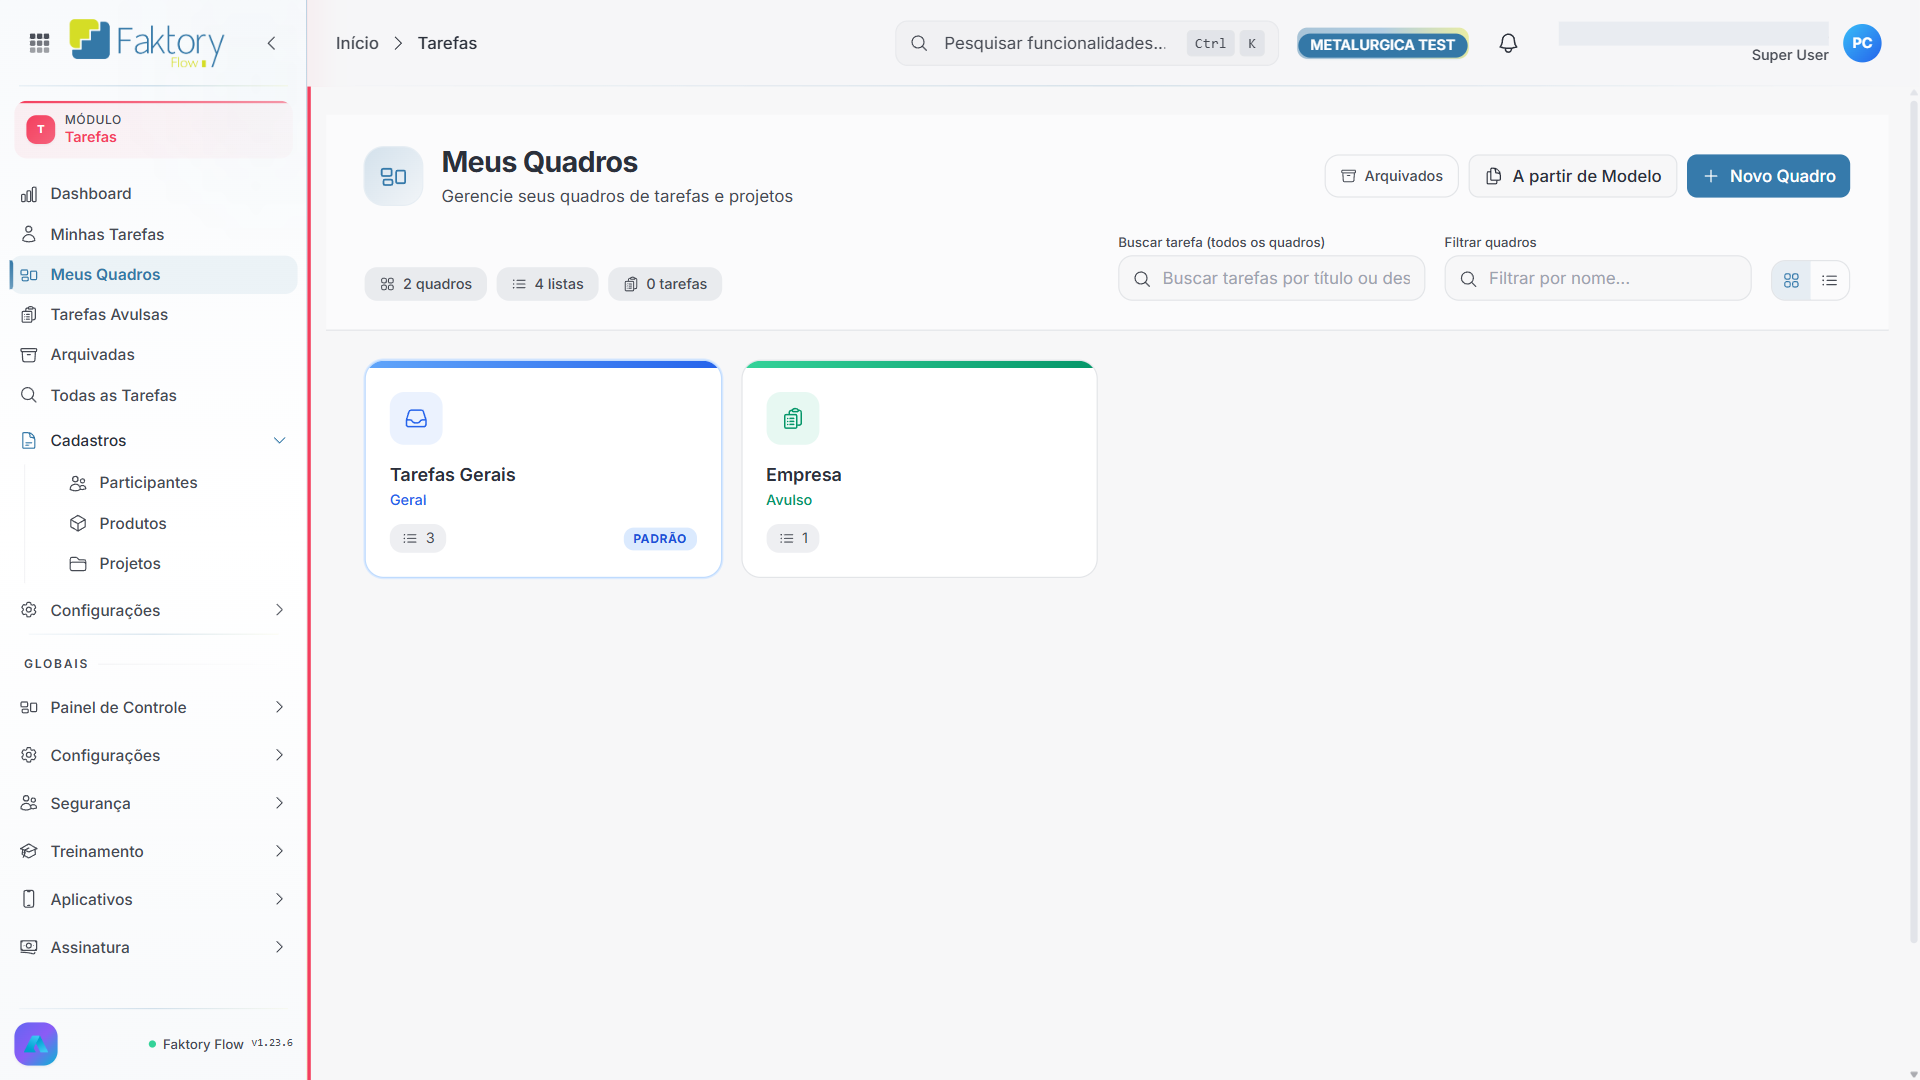 Faktory
Flow
Início
Tarefas
Pesquisar funcionalidades...
Ctrl
K
METALURGICA TEST
Super User
PC
T
MÓDULO
Tarefas
Dashboard
Minhas Tarefas
Meus Quadros
Tarefas Avulsas
Arquivadas
Todas as Tarefas
Cadastros
Participantes
Produtos
Projetos
Configurações
GLOBAIS
Painel de Controle
Configurações
Segurança
Treinamento
Aplicativos
Assinatura
Faktory Flow v1.23.6
Meus Quadros
Gerencie seus quadros de tarefas e projetos
Arquivados
A partir de Modelo
Novo Quadro
2 quadros
4 listas
0 tarefas
Buscar tarefa (todos os quadros)
Buscar tarefas por título ou des
Filtrar quadros
Filtrar por nome...
Tarefas Gerais
Geral
3
PADRÃO
Empresa
Avulso
1